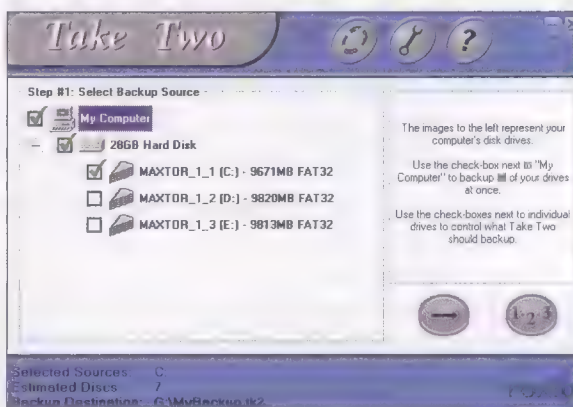 Take Two
?
Step #1: Select Backup Source
My Computer
28GB Hard Disk
MAXTOR_1_1 (C:) - 9671MB FAT32
MAXTOR_1_2 (D:) - 9820MB FAT32
MAXTOR_1_3 (E:) - 9813MB FAT32
The images to the left represent your
computer's disk drives.
Use the check-box next to "My
Computer" to backup of your drives
at once.
Use the check-boxes next to individual
drives to control what Take Two
should backup.
1·2·3
Selected Sources: C:
Estimated Discs: 7
Backup Destination: G:\MyBackup.tk2